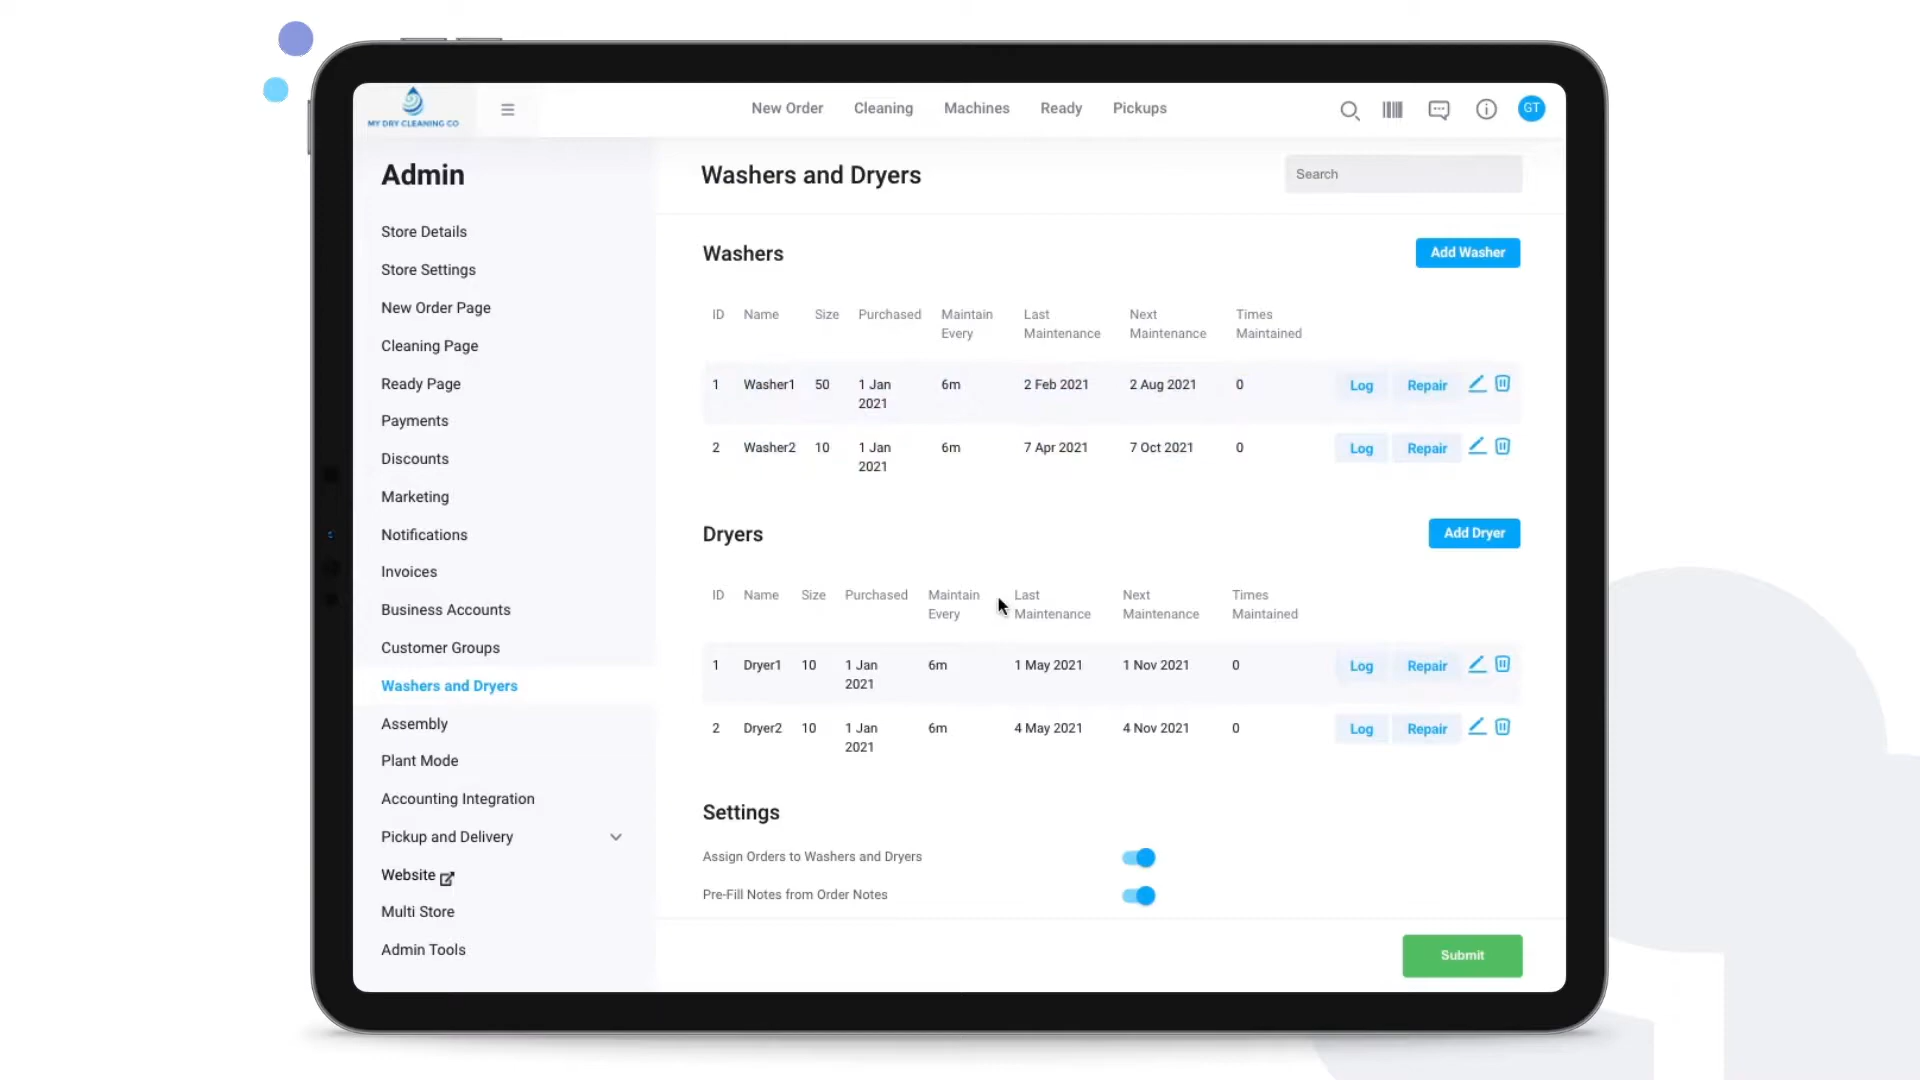 MY DRY CLEANING CO
New Order Cleaning Machines Ready Pickups
GT
Admin
Store Details
Store Settings
New Order Page
Cleaning Page
Ready Page
Payments
Discounts
Marketing
Notifications
Invoices
Business Accounts
Customer Groups
Washers and Dryers
Assembly
Plant Mode
Accounting Integration
Pickup and Delivery
Website
Multi Store
Admin Tools
Washers and Dryers
Search
Washers
Add Washer
ID Name Size Purchased Maintain Every Last Maintenance Next Maintenance Times Maintained
1 Washer1 50 1 Jan 2021 6m 2 Feb 2021 2 Aug 2021 0 Log Repair
2 Washer2 10 1 Jan 2021 6m 7 Apr 2021 7 Oct 2021 0 Log Repair
Dryers
Add Dryer
ID Name Size Purchased Maintain Every Last Maintenance Next Maintenance Times Maintained
1 Dryer1 10 1 Jan 2021 6m 1 May 2021 1 Nov 2021 0 Log Repair
2 Dryer2 10 1 Jan 2021 6m 4 May 2021 4 Nov 2021 0 Log Repair
Settings
Assign Orders to Washers and Dryers
Pre-Fill Notes from Order Notes
Submit